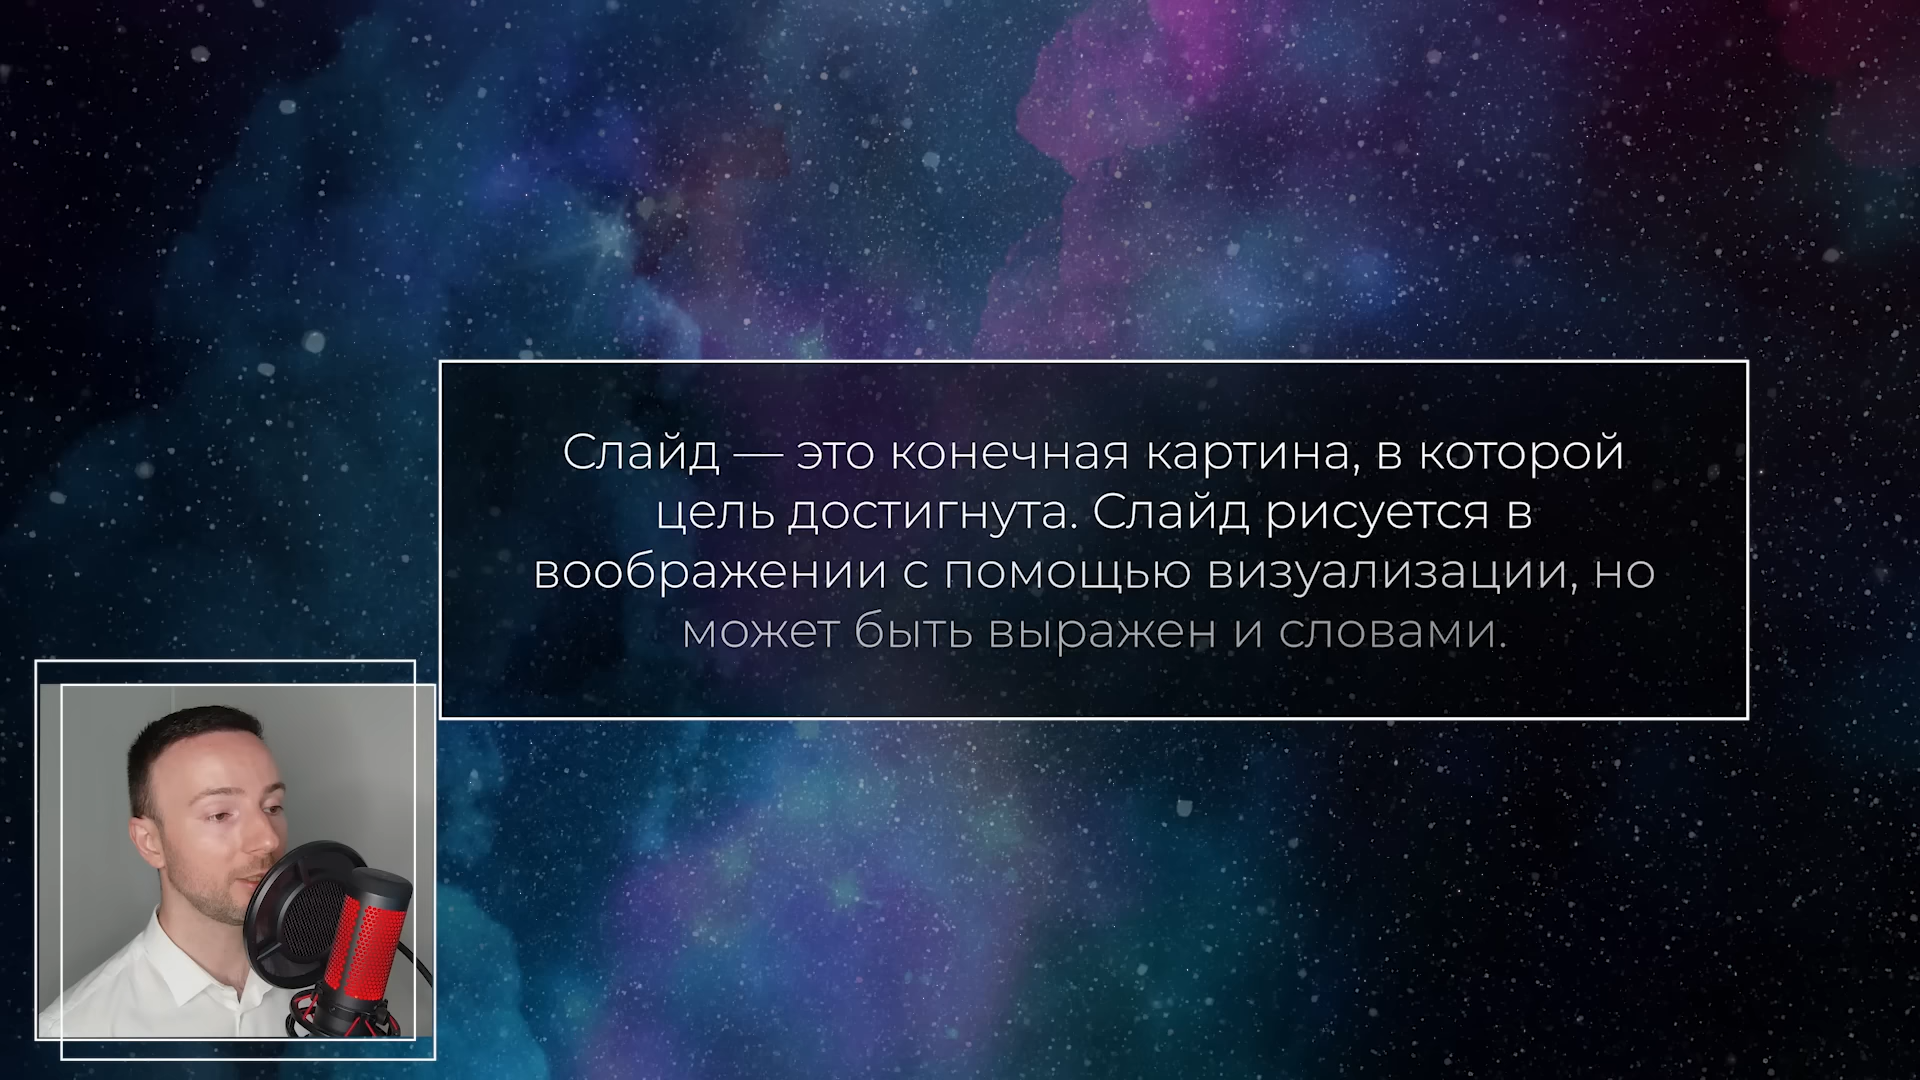 Слайд — это конечная картина, в которой
цель достигнута. Слайд рисуется в
воображении с помощью визуализации, но
может быть выражен и словами.